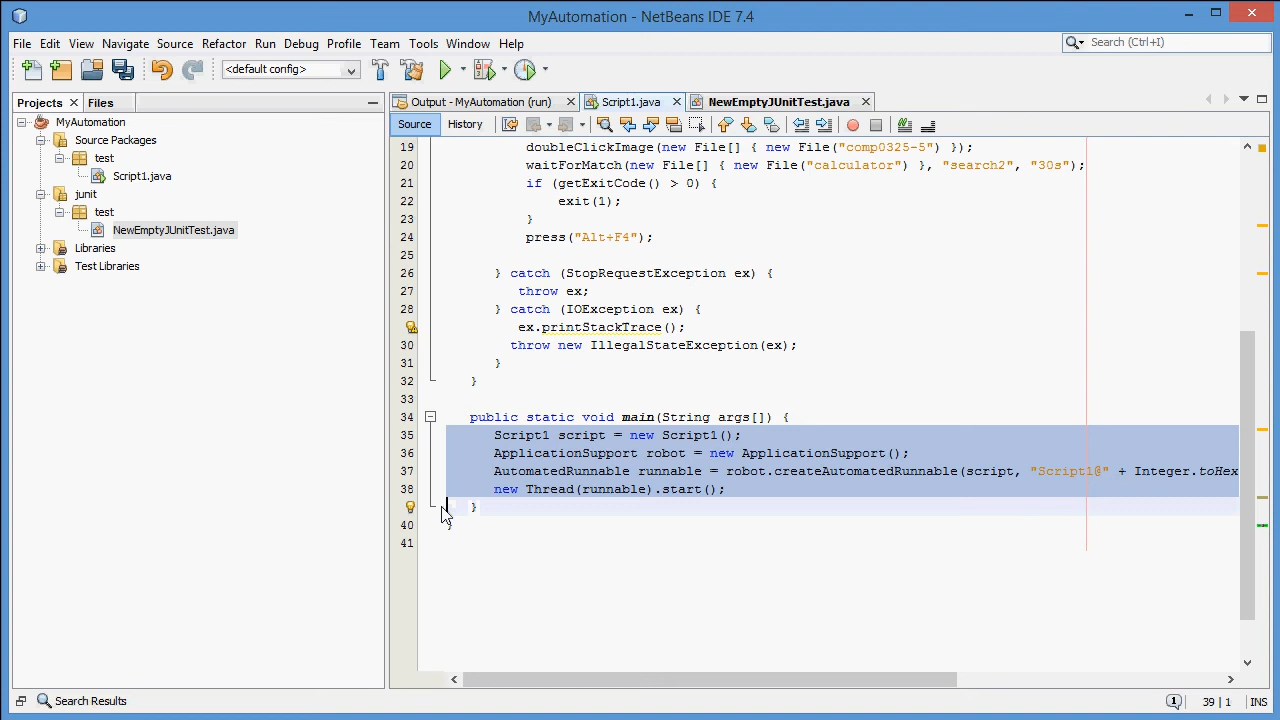 MyAutomation - NetBeans IDE 7.4
File Edit View Navigate Source Refactor Run Debug Profile Team Tools Window Help
Search (Ctrl+I)
<default config>
Projects Files
Output - MyAutomation (run) Script1.java NewEmptyJUnitTest.java
Source History
MyAutomation
Source Packages
test
Script1.java
junit
test
NewEmptyJUnitTest.java
Libraries
Test Libraries
19 doubleClickImage(new File[] { new File("comp0325-5") });
20 waitForMatch(new File[] { new File("calculator") }, "search2", "30s");
21 if (getExitCode() > 0) {
22 exit(1);
23 }
24 press("Alt+F4");
25
26 } catch (StopRequestException ex) {
27 throw ex;
28 } catch (IOException ex) {
ex.printStackTrace();
30 throw new IllegalStateException(ex);
31 }
32 }
33
34 public static void main(String args[]) {
35 Script1 script = new Script1();
36 ApplicationSupport robot = new ApplicationSupport();
37 AutomatedRunnable runnable = robot.createAutomatedRunnable(script, "Script1@" + Integer.toHex
38 new Thread(runnable).start();
}
40 }
41
Search Results
1 39 | 1 INS